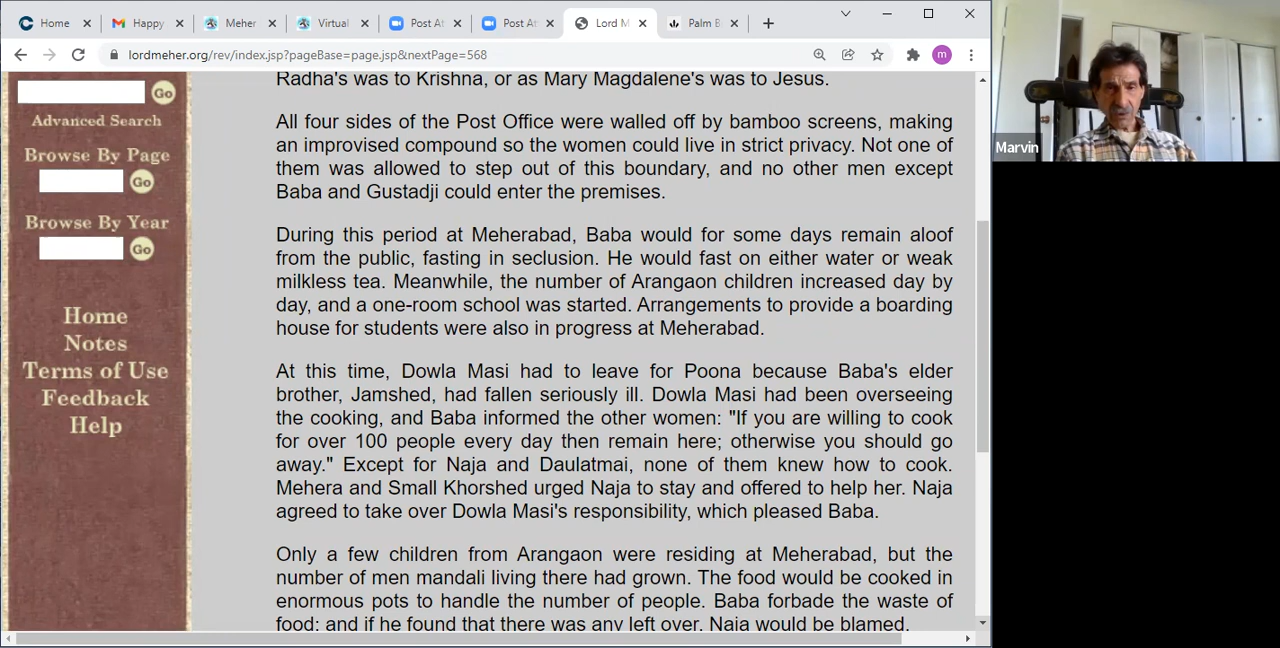 Home
Happy
Meher
Virtual
Post At
Post At
Lord M
Palm B
lordmeher.org/rev/index.jsp?pageBase=page.jsp&nextPage=568
m
Go
Advanced Search
Browse By Page
Go
Browse By Year
Go
Home
Notes
Terms of Use
Feedback
Help
Radha's was to Krishna, or as Mary Magdalene's was to Jesus.
All four sides of the Post Office were walled off by bamboo screens, making
an improvised compound so the women could live in strict privacy. Not one of
them was allowed to step out of this boundary, and no other men except
Baba and Gustadji could enter the premises.
During this period at Meherabad, Baba would for some days remain aloof
from the public, fasting in seclusion. He would fast on either water or weak
milkless tea. Meanwhile, the number of Arangaon children increased day by
day, and a one-room school was started. Arrangements to provide a boarding
house for students were also in progress at Meherabad.
At this time, Dowla Masi had to leave for Poona because Baba's elder
brother, Jamshed, had fallen seriously ill. Dowla Masi had been overseeing
the cooking, and Baba informed the other women: "If you are willing to cook
for over 100 people every day then remain here; otherwise you should go
away." Except for Naja and Daulatmai, none of them knew how to cook.
Mehera and Small Khorshed urged Naja to stay and offered to help her. Naja
agreed to take over Dowla Masi's responsibility, which pleased Baba.
Only a few children from Arangaon were residing at Meherabad, but the
number of men mandali living there had grown. The food would be cooked in
enormous pots to handle the number of people. Baba forbade the waste of
food; and if he found that there was any left over, Naja would be blamed.
Marvin